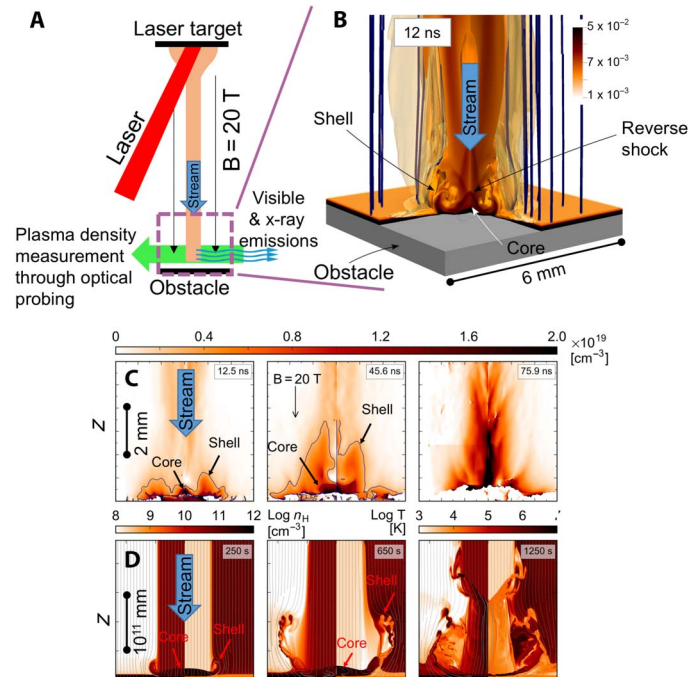 A
Laser target
Laser
B = 20 T
Stream
Visible
& x-ray
emissions
Plasma density
measurement
through optical
probing
Obstacle
B
12 ns
5 x 10⁻²
7 x 10⁻³
1 x 10⁻³
Shell
Stream
Reverse
shock
Core
Obstacle
6 mm
0 0.4 0.8 1.2 1.6 2.0
×10¹⁹
[cm⁻³]
C
12.5 ns
Stream
Core
Shell
Z
2 mm
45.6 ns
B = 20 T
Core
Shell
75.9 ns
8 9 10 11 12
Log n_H
[cm⁻³]
Log T
[K]
3 4 5 6
D
250 s
Stream
Core
Shell
Z
10¹¹ mm
650 s
Shell
Core
1250 s